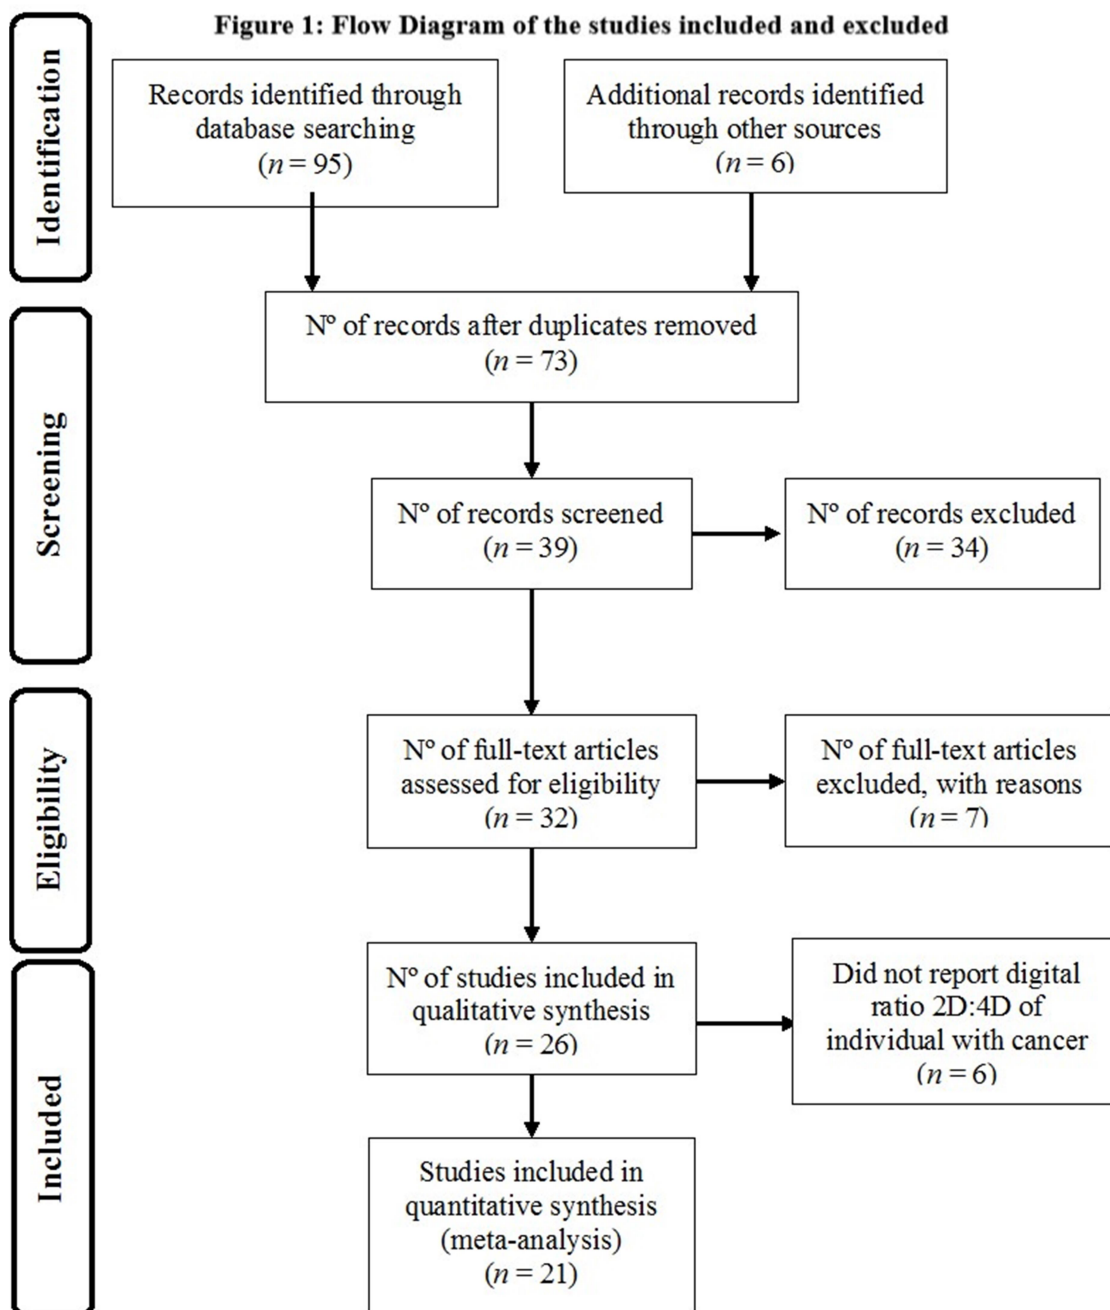 Figure 1: Flow Diagram of the studies included and excluded
Identification
Records identified through
database searching
(n = 95)
Additional records identified
through other sources
(n = 6)
Screening
Nº of records after duplicates removed
(n = 73)
Nº of records screened
(n = 39)
Nº of records excluded
(n = 34)
Eligibility
Nº of full-text articles
assessed for eligibility
(n = 32)
Nº of full-text articles
excluded, with reasons
(n = 7)
Included
Nº of studies included in
qualitative synthesis
(n = 26)
Did not report digital
ratio 2D:4D of
individual with cancer
(n = 6)
Studies included in
quantitative synthesis
(meta-analysis)
(n = 21)